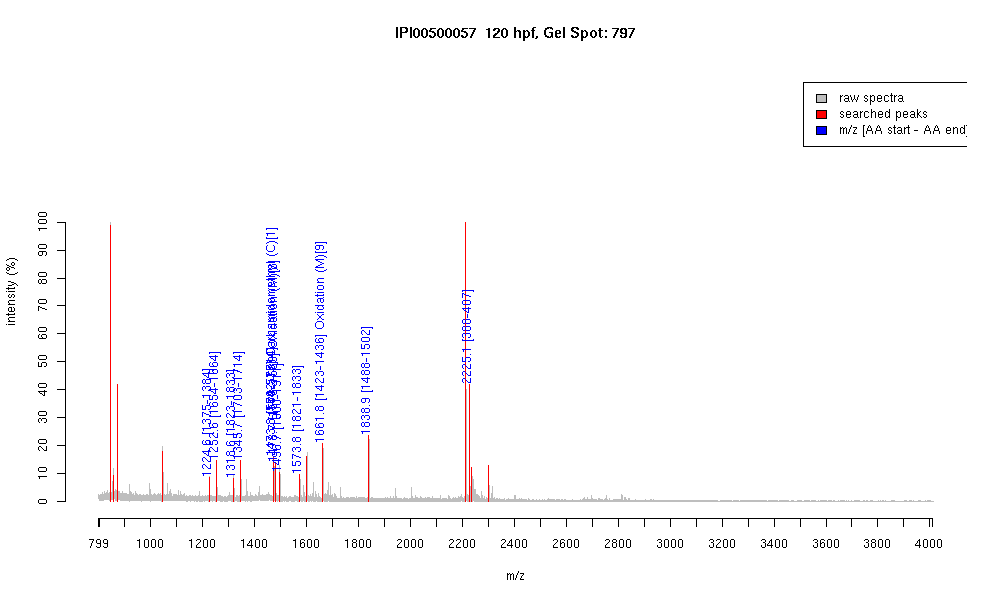 IPI00500057 120 hpf, Gel Spot: 797
raw spectra
searched peaks
m/z [AA start - AA end]
intensity (%)
100
90
80
70
60
50
40
30
20
10
0
1224.6 [1375-1384]
1252.6 [1654-1664]
1318.6 [1823-1833]
1345.7 [1703-1714]
(C)[1]
1573.8 [1821-1833]
1661.8 [1423-1436] Oxidation (M)[9]
1838.9 [1488-1502]
2225.1 [388-407]
799 1000 1200 1400 1600 1800 2000 2200 2400 2600 2800 3000 3200 3400 3600 3800 4000
m/z